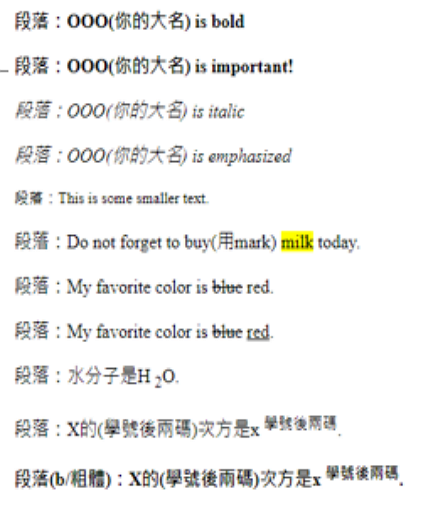 段落：OOO(你的大名) is bold
段落：OOO(你的大名) is important!
段落：OOO(你的大名) is italic
段落：OOO(你的大名) is emphasized
段落：This is some smaller text.
段落：Do not forget to buy(用mark) milk today.
段落：My favorite color is blue red.
段落：My favorite color is blue red.
段落：水分子是H 2O.
段落：X的(學號後兩碼)次方是x 學號後兩碼.
段落(b/粗體)：X的(學號後兩碼)次方是x 學號後兩碼.